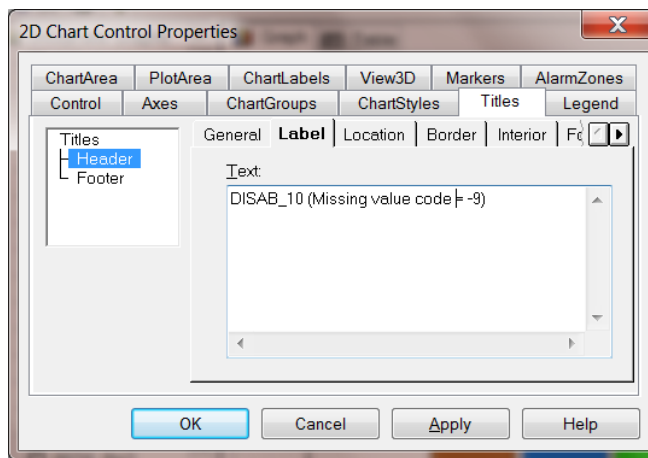 2D Chart Control Properties
ChartArea PlotArea ChartLabels View3D Markers AlarmZones
Control Axes ChartGroups ChartStyles Titles Legend
Titles
Header
Footer
General Label Location Border Interior
Text:
DISAB_10 (Missing value code = -9)
OK Cancel Apply Help